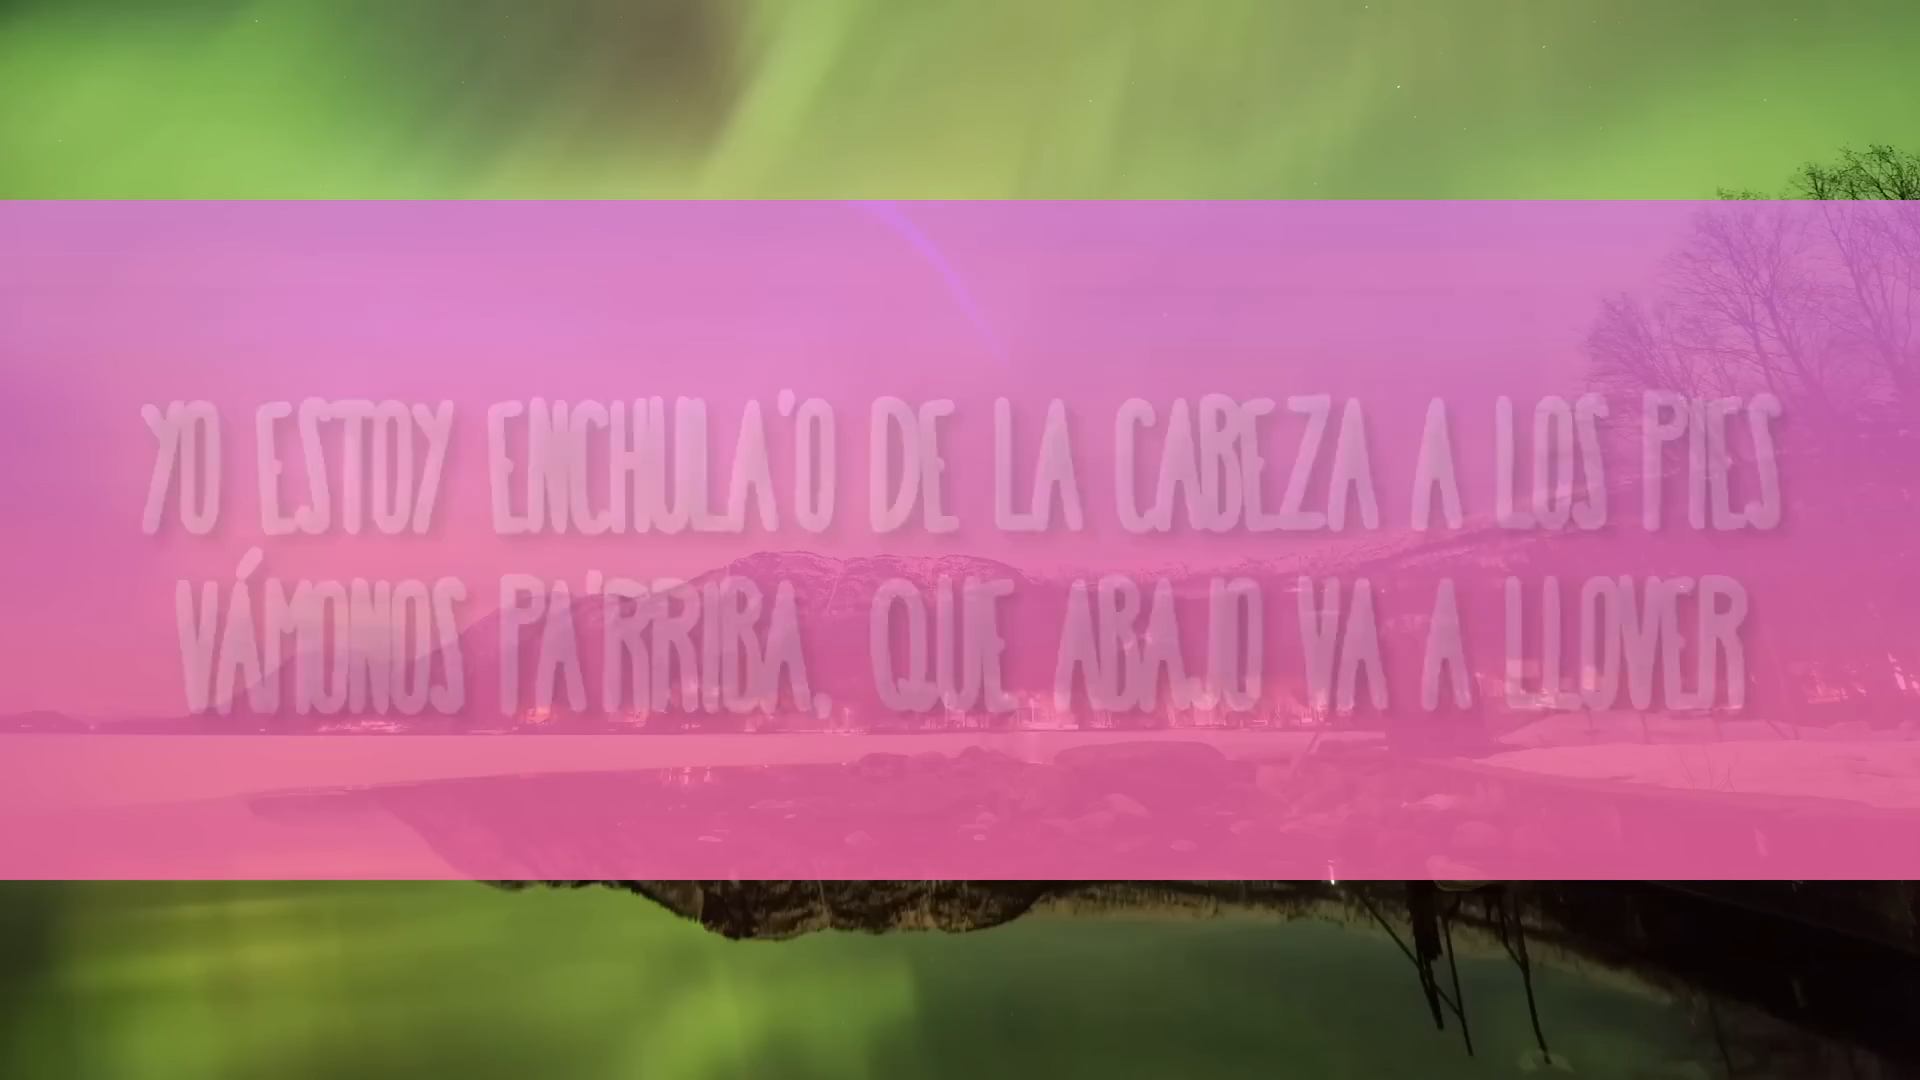 YO ESTOY ENCHULA'O DE LA CABEZA A LOS PIES
VÁMONOS PA'RRIBA, QUE ABAJO VA A LLOVER